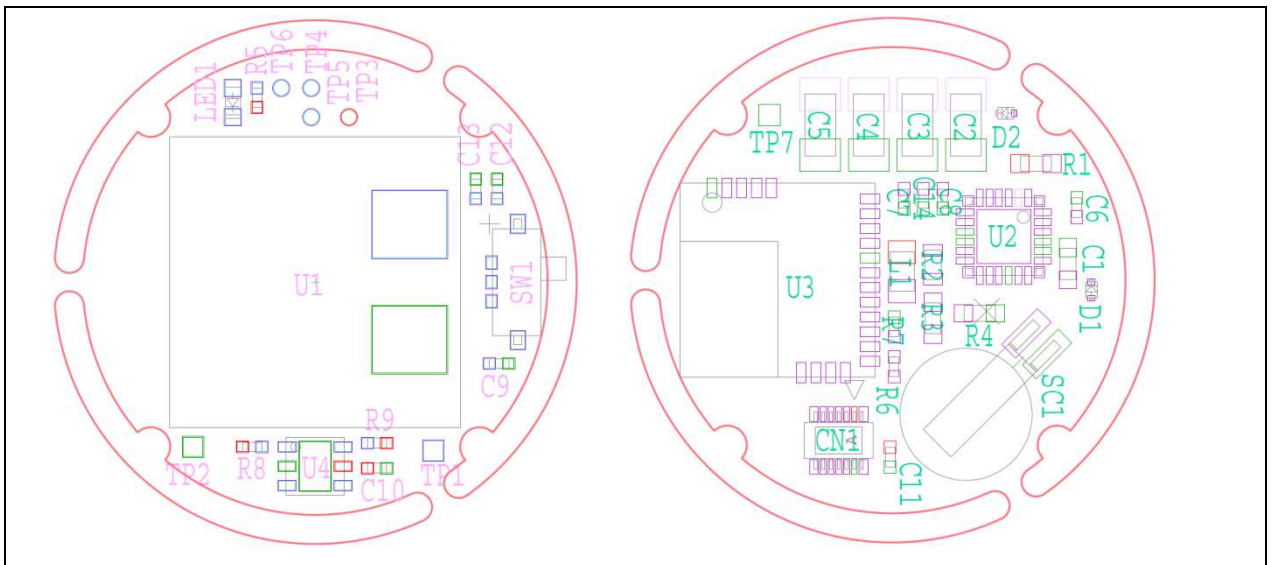 LED1
R5
TP6
TP4
TP5
TP3
C13
C12
U1
SW1
C9
R9
TP2
R8
U4
C10
TP1
TP7
C5
C4
C3
C2
D2
R1
C7
C14
C8
U2
C6
U3
L1
R2
C1
R3
R7
R4
D1
R6
SC1
CN1
C11